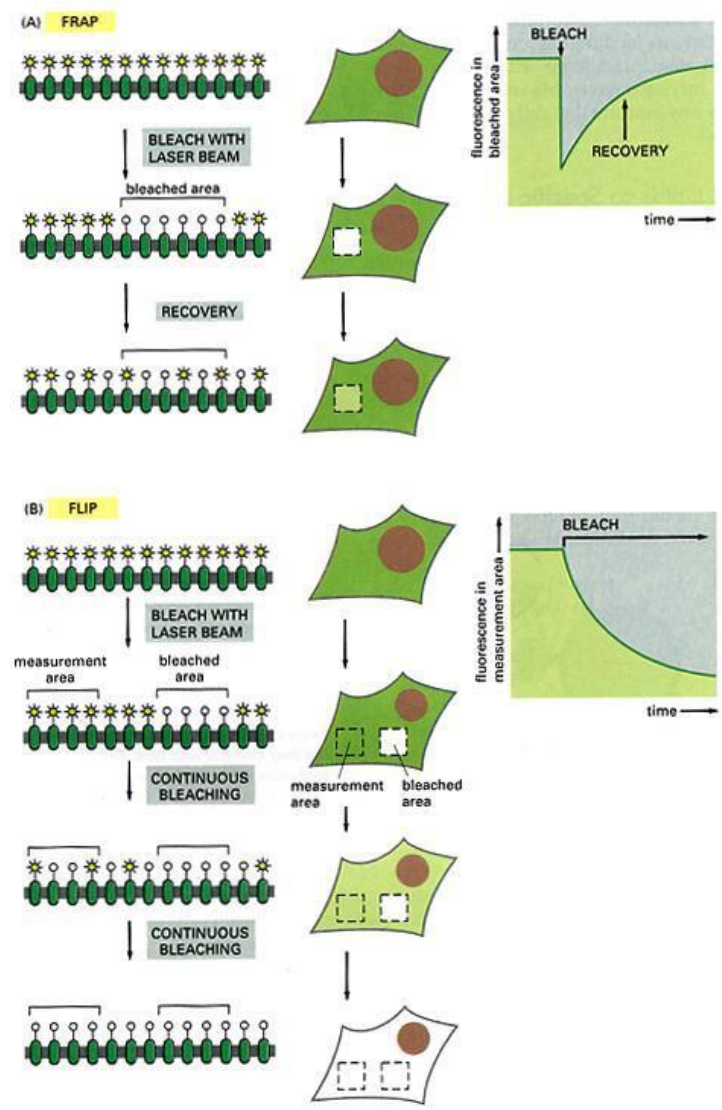 (A) FRAP
BLEACH WITH
LASER BEAM
bleached area
RECOVERY
fluorescence in
bleached area
BLEACH
RECOVERY
time
(B) FLIP
BLEACH WITH
LASER BEAM
measurement
area
bleached
area
CONTINUOUS
BLEACHING
measurement
area
bleached
area
CONTINUOUS
BLEACHING
fluorescence in
measurement area
BLEACH
time